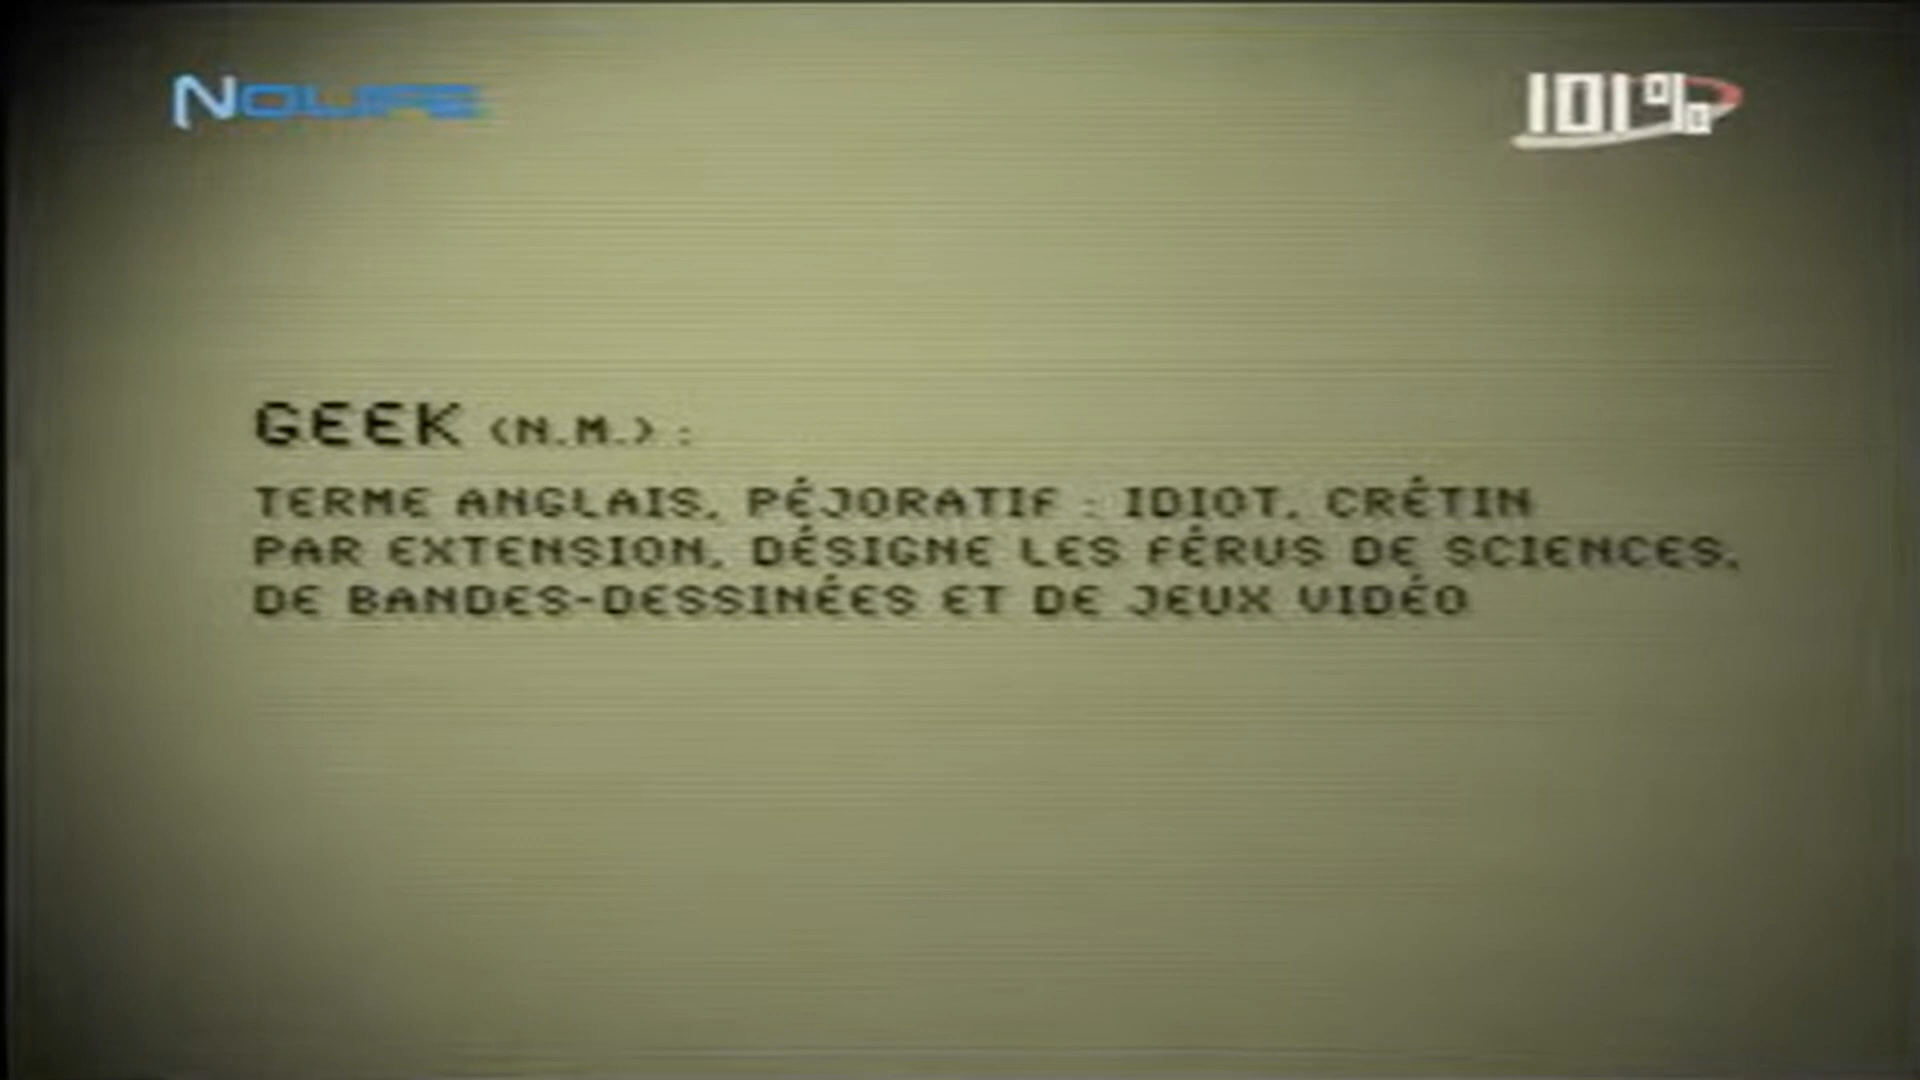 NOLIFE
101%
GEEK (N.M.) :
TERME ANGLAIS, PÉJORATIF : IDIOT, CRÉTIN
PAR EXTENSION, DÉSIGNE LES FÉRUS DE SCIENCES,
DE BANDES-DESSINÉES ET DE JEUX VIDÉO